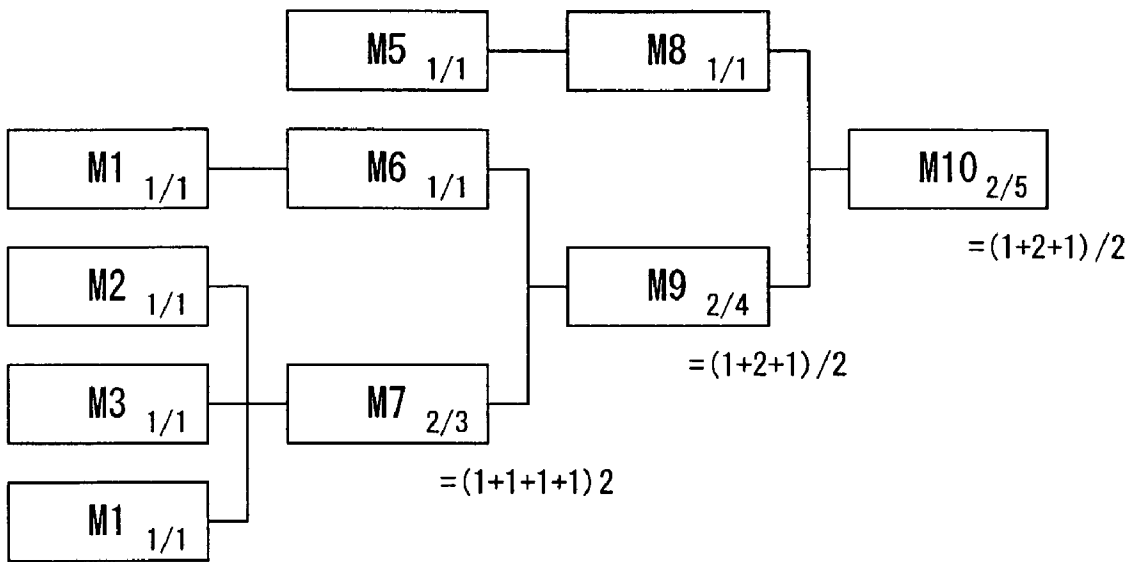 M5 1/1
M8 1/1
M1 1/1
M6 1/1
M10 2/5
=(1+2+1)/2
M2 1/1
M9 2/4
=(1+2+1)/2
M3 1/1
M7 2/3
=(1+1+1+1)2
M1 1/1